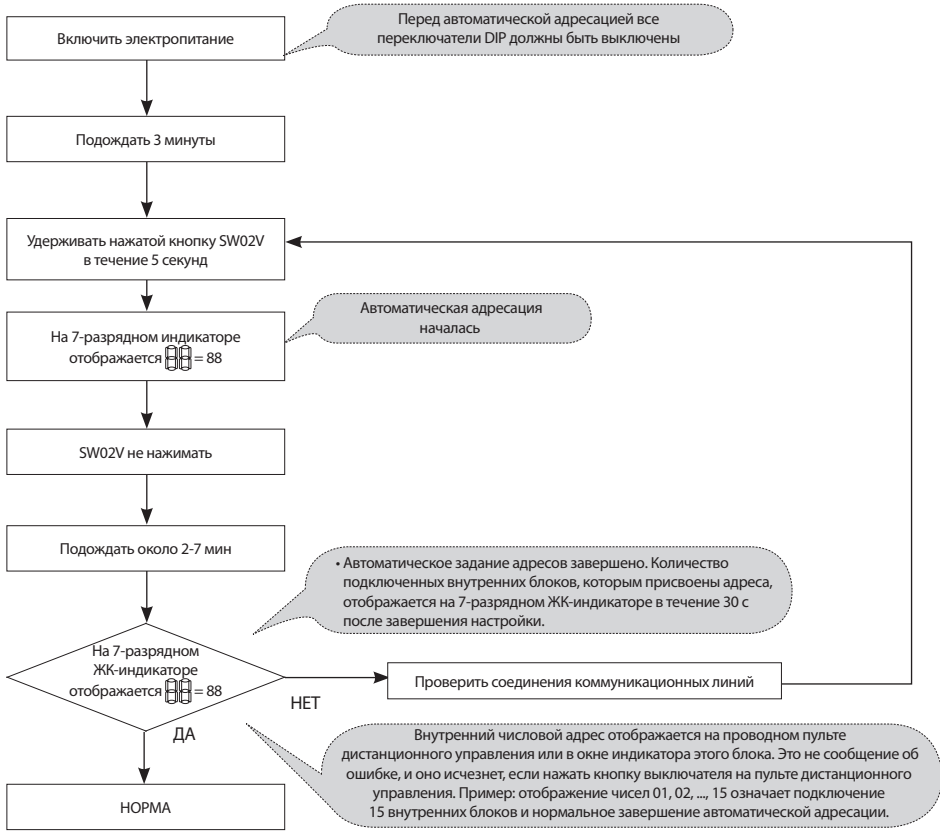 Включить электропитание
Перед автоматической адресацией все
переключатели DIP должны быть выключены
Подождать 3 минуты
Удерживать нажатой кнопку SW02V
в течение 5 секунд
Автоматическая адресация
началась
На 7-разрядном индикаторе
отображается 88 = 88
SW02V не нажимать
Подождать около 2-7 мин
• Автоматическое задание адресов завершено. Количество
подключенных внутренних блоков, которым присвоены адреса,
отображается на 7-разрядном ЖК-индикаторе в течение 30 с
после завершения настройки.
На 7-разрядном
ЖК-индикаторе
отображается 88 = 88
НЕТ
Проверить соединения коммуникационных линий
ДА
Внутренний числовой адрес отображается на проводном пульте
дистанционного управления или в окне индикатора этого блока. Это не сообщение об
ошибке, и оно исчезнет, если нажать кнопку выключателя на пульте дистанционного
управления. Пример: отображение чисел 01, 02, ..., 15 означает подключение
15 внутренних блоков и нормальное завершение автоматической адресации.
НОРМА